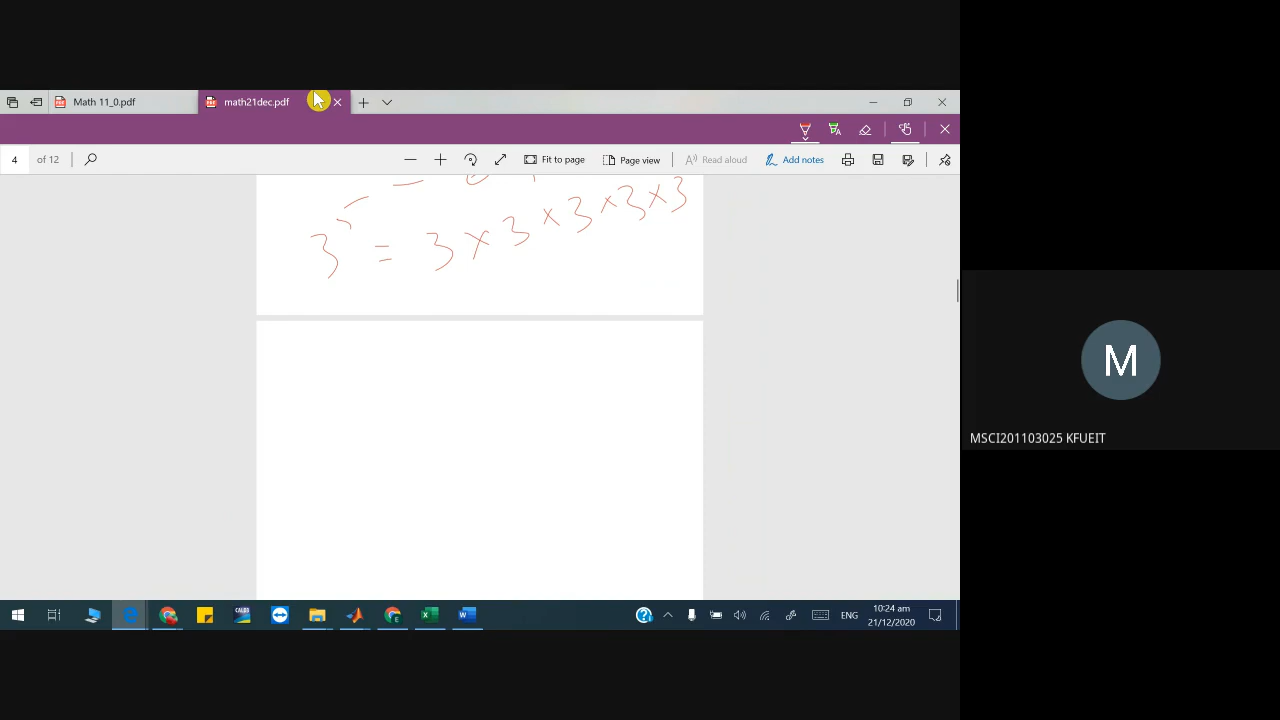 Math 11_0.pdf
math21dec.pdf
4 of 12
Fit to page
Page view
Read aloud
Add notes
3⁵ = 3 × 3 × 3 × 3 × 3
M
MSCI201103025 KFUEIT
CALCS
ENG
10:24 am
21/12/2020